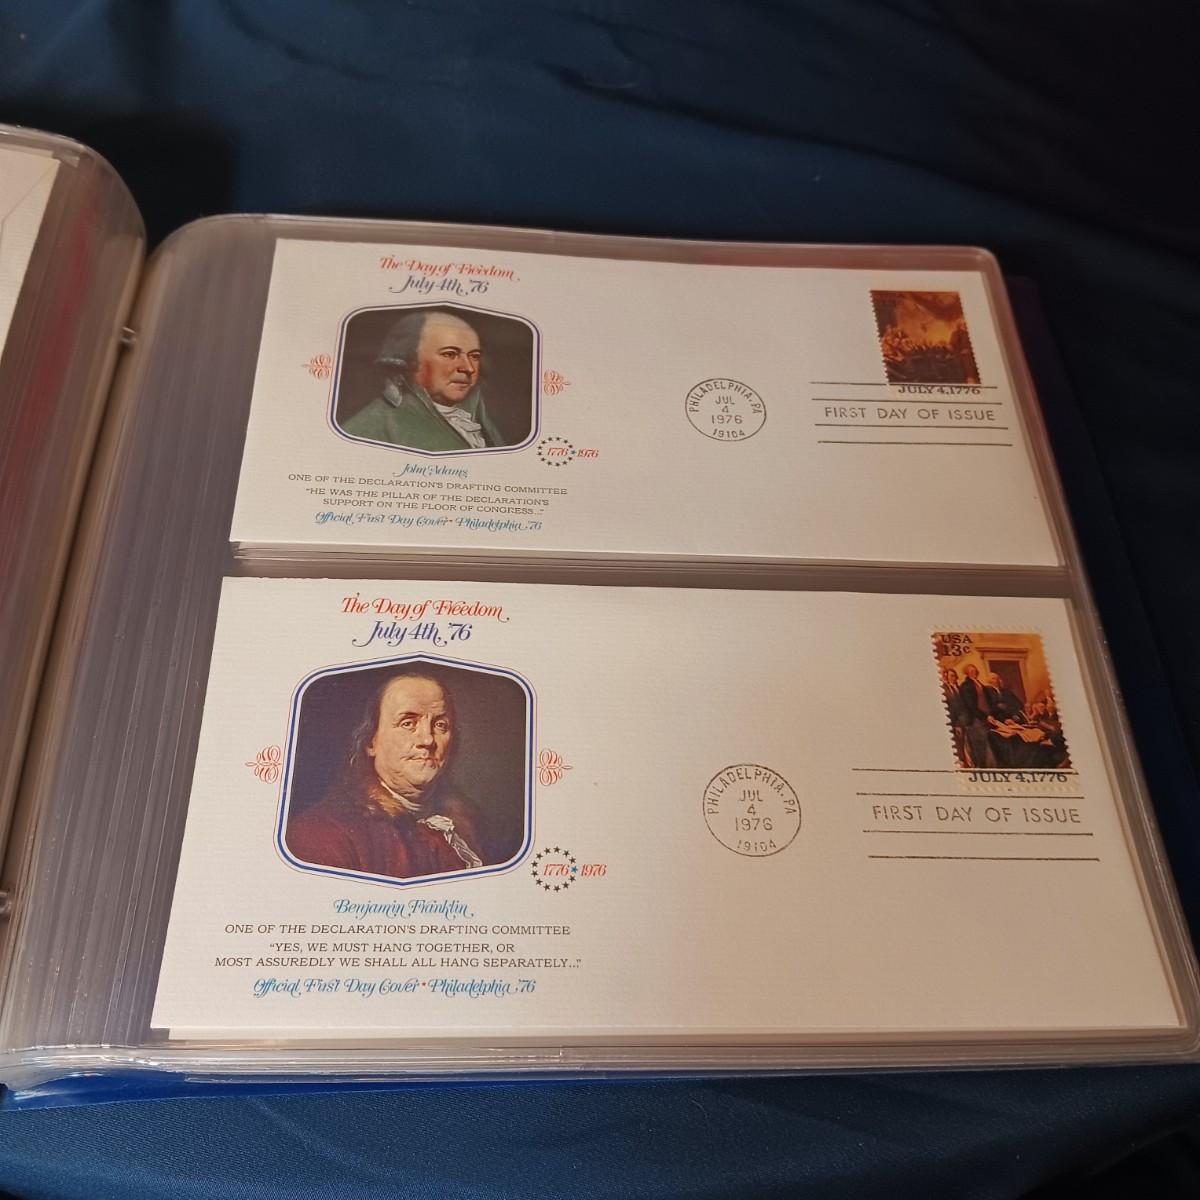 The Day of Freedom
July 4th, '76
1776 ★ 1976
John Adams
ONE OF THE DECLARATION'S DRAFTING COMMITTEE
"HE WAS THE PILLAR OF THE DECLARATION'S
SUPPORT ON THE FLOOR OF CONGRESS..."
Official First Day Cover ★ Philadelphia '76
PHILADELPHIA, PA
JUL
4
1976
19104
JULY 4, 1776
FIRST DAY OF ISSUE
The Day of Freedom
July 4th, '76
1776 ★ 1976
Benjamin Franklin
ONE OF THE DECLARATION'S DRAFTING COMMITTEE
"YES, WE MUST HANG TOGETHER, OR
MOST ASSUREDLY WE SHALL ALL HANG SEPARATELY..."
Official First Day Cover ★ Philadelphia '76
PHILADELPHIA, PA
JUL
4
1976
19104
USA
13c
JULY 4, 1776
FIRST DAY OF ISSUE